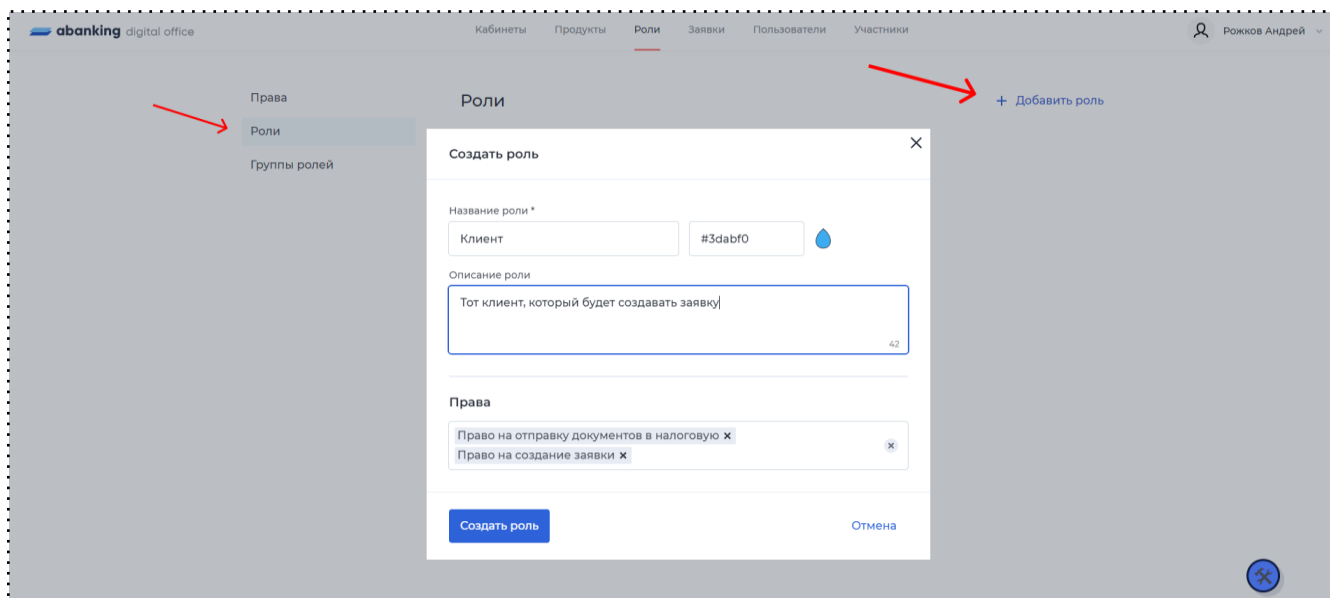 abanking digital office
Кабинеты Продукты Роли Заявки Пользователи Участники
Рожков Андрей
Права
Роли
Группы ролей
Роли
+ Добавить роль
Создать роль
Название роли *
Клиент
#3dabf0
Описание роли
Тот клиент, который будет создавать заявку
42
Права
Право на отправку документов в налоговую ×
Право на создание заявки ×
Создать роль
Отмена